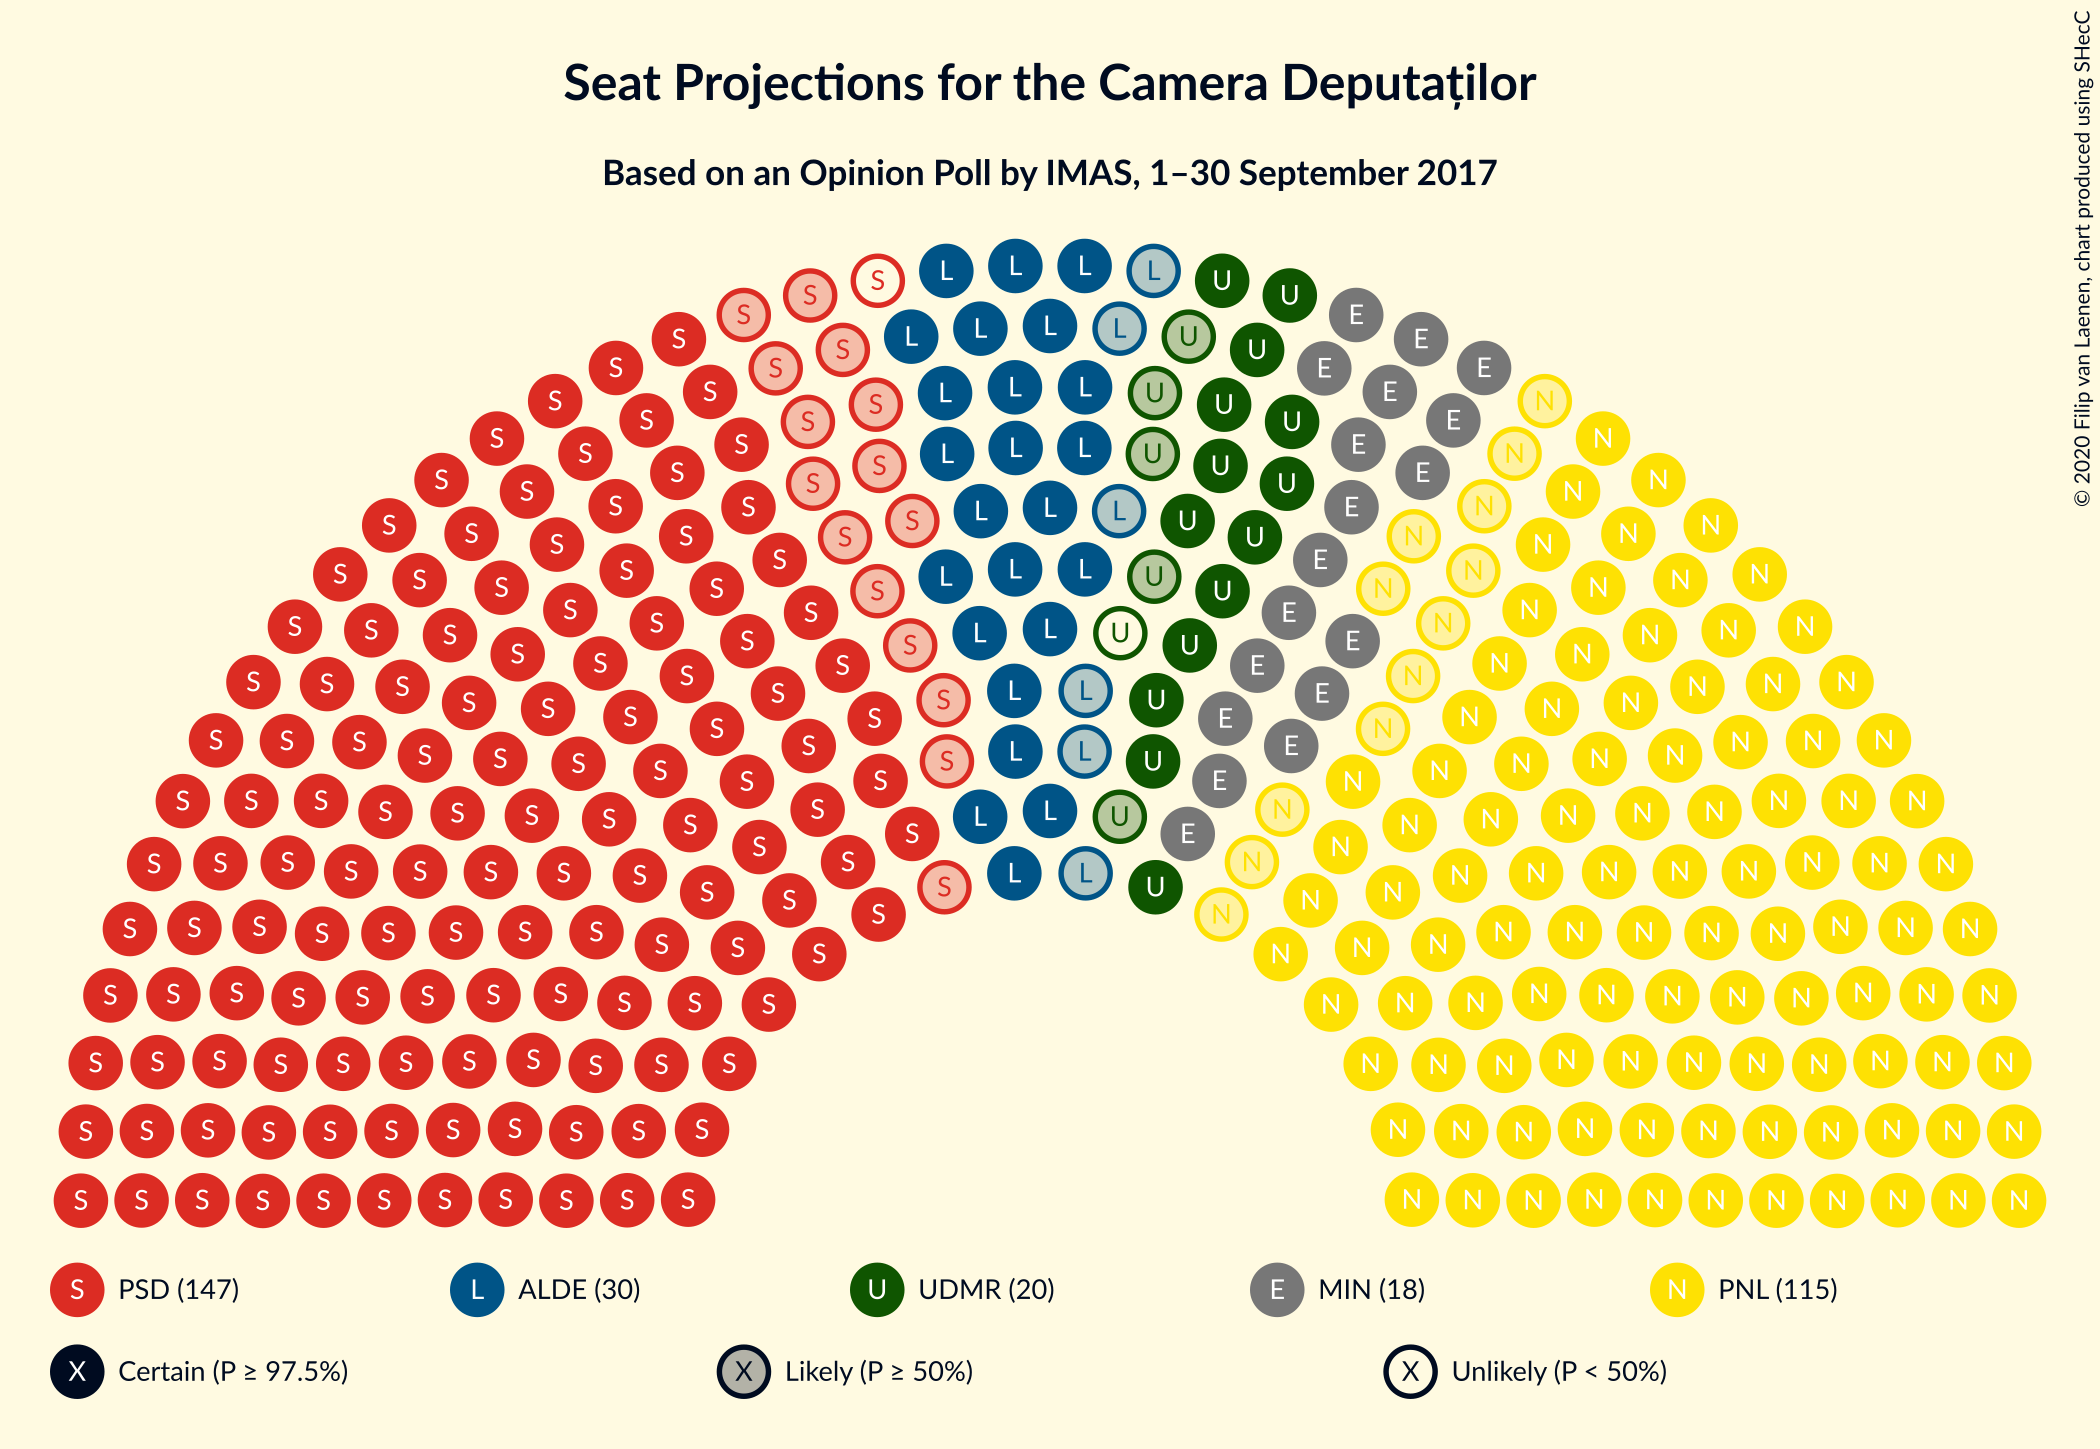 Seat Projections for the Camera Deputaților
Based on an Opinion Poll by IMAS, 1–30 September 2017
© 2020 Filip van Laenen, chart produced using SHecC
S PSD (147) L ALDE (30) U UDMR (20) E MIN (18) N PNL (115)
X Certain (P ≥ 97.5%) X Likely (P ≥ 50%) X Unlikely (P < 50%)